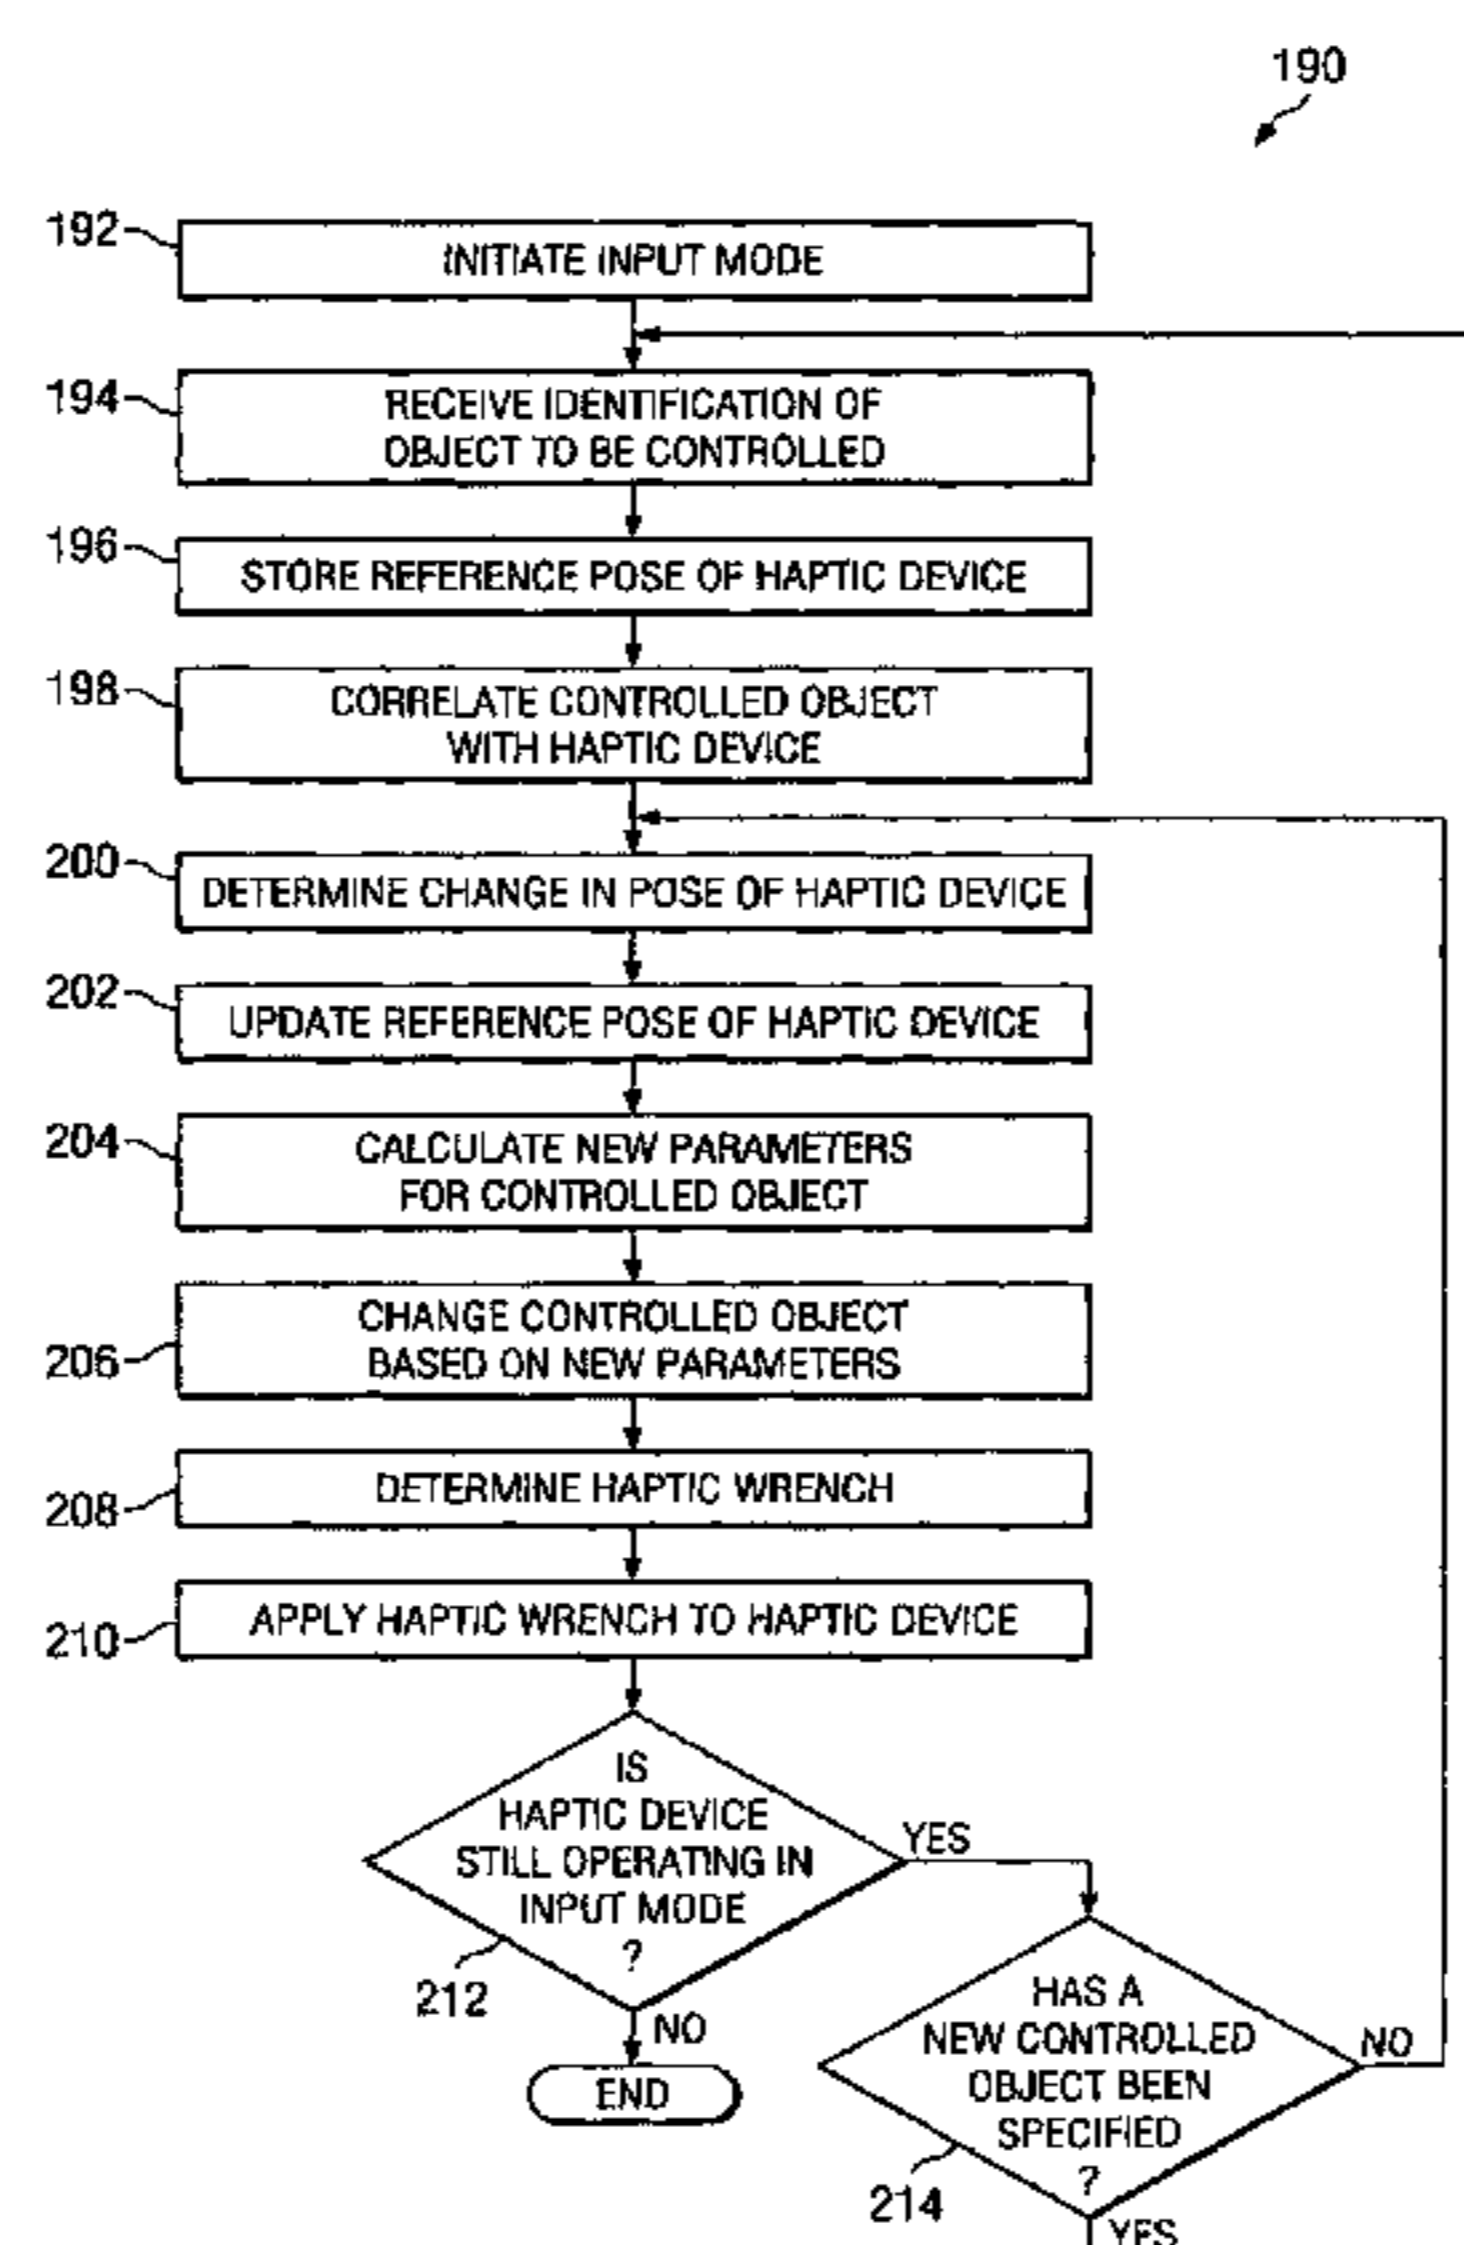 190
192
INITIATE INPUT MODE
194
RECEIVE IDENTIFICATION OF
OBJECT TO BE CONTROLLED
196
STORE REFERENCE POSE OF HAPTIC DEVICE
198
CORRELATE CONTROLLED OBJECT
WITH HAPTIC DEVICE
200
DETERMINE CHANGE IN POSE OF HAPTIC DEVICE
202
UPDATE REFERENCE POSE OF HAPTIC DEVICE
204
CALCULATE NEW PARAMETERS
FOR CONTROLLED OBJECT
206
CHANGE CONTROLLED OBJECT
BASED ON NEW PARAMETERS
208
DETERMINE HAPTIC WRENCH
210
APPLY HAPTIC WRENCH TO HAPTIC DEVICE
IS
HAPTIC DEVICE
STILL OPERATING IN
INPUT MODE
?
YES
212
NO
END
HAS A
NEW CONTROLLED
OBJECT BEEN
SPECIFIED
?
NO
214
YES